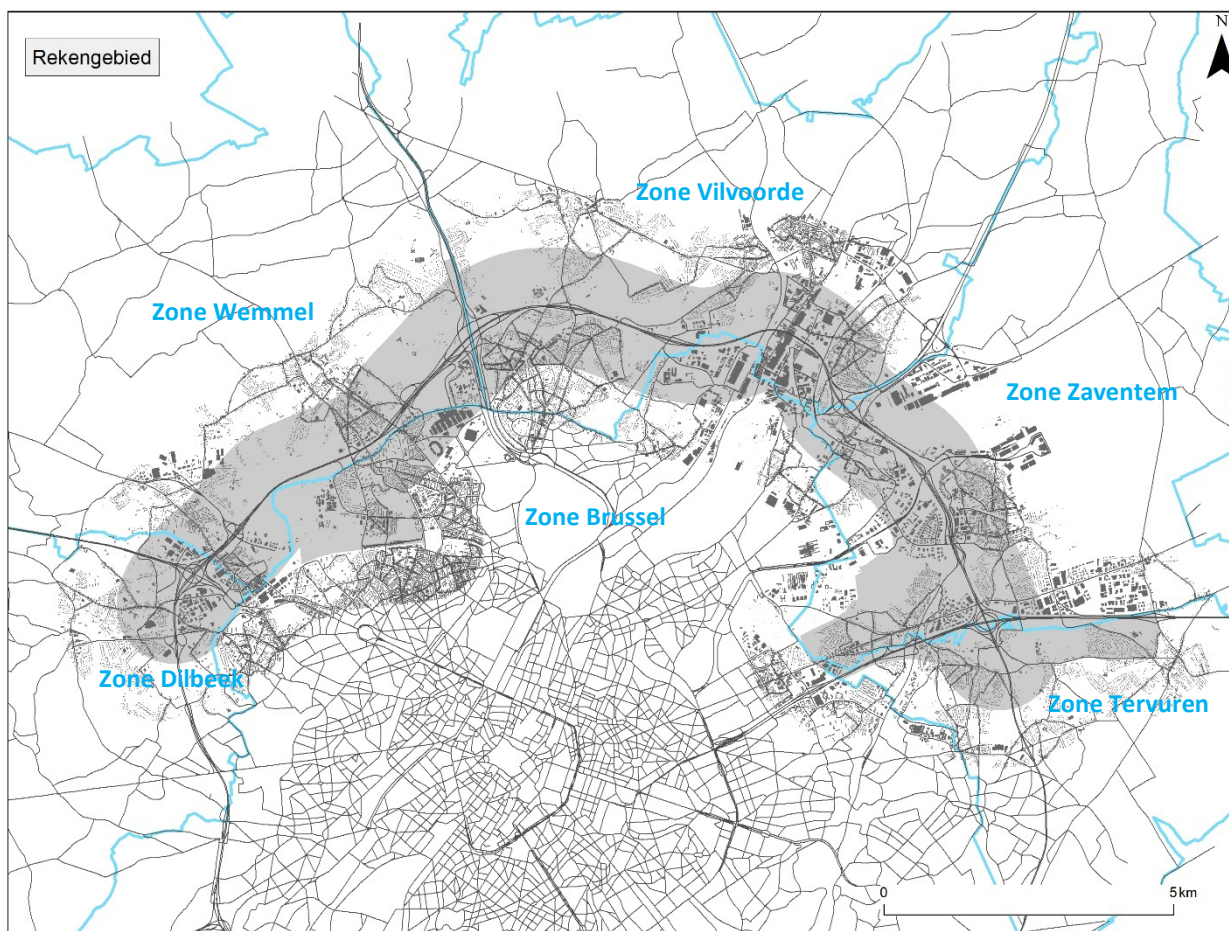 Rekengebied
N
Zone Vilvoorde
Zone Wemmel
Zone Zaventem
Zone Brussel
Zone Dilbeek
Zone Tervuren
0 5 km